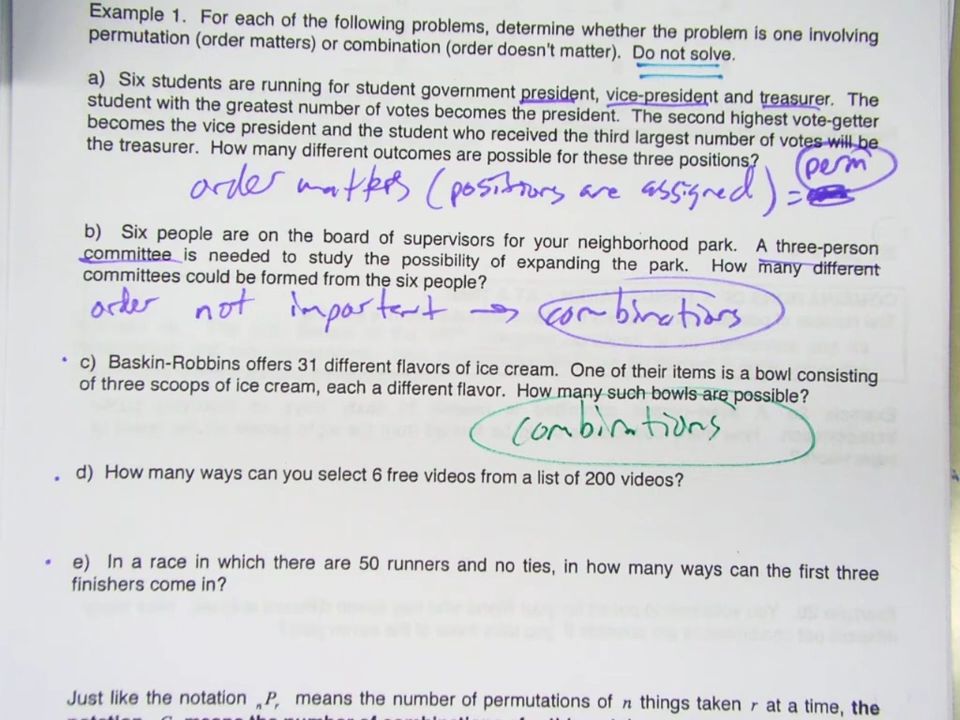 Example 1. For each of the following problems, determine whether the problem is one involving
permutation (order matters) or combination (order doesn't matter). Do not solve.
a) Six students are running for student government president, vice-president and treasurer. The
student with the greatest number of votes becomes the president. The second highest vote-getter
becomes the vice president and the student who received the third largest number of votes will be
the treasurer. How many different outcomes are possible for these three positions?
order matters (positions are assigned) = perm
b) Six people are on the board of supervisors for your neighborhood park. A three-person
committee is needed to study the possibility of expanding the park. How many different
committees could be formed from the six people?
order not important → combinations
c) Baskin-Robbins offers 31 different flavors of ice cream. One of their items is a bowl consisting
of three scoops of ice cream, each a different flavor. How many such bowls are possible?
combinations
d) How many ways can you select 6 free videos from a list of 200 videos?
e) In a race in which there are 50 runners and no ties, in how many ways can the first three
finishers come in?
Just like the notation nPr means the number of permutations of n things taken r at a time, the